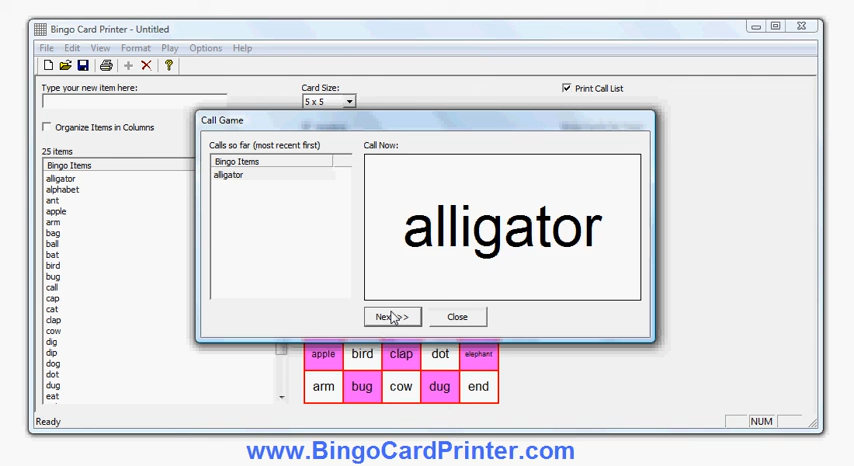 Bingo Card Printer - Untitled
File Edit View Format Play Options Help
Type your new item here:
Card Size:
5 x 5
Print Call List
Organize Items in Columns
25 items
Bingo Items
alligator
alphabet
ant
apple
arm
bag
ball
bat
bird
bug
call
cap
cat
clap
cow
dig
dip
dog
dot
dug
eat
Call Game
Calls so far (most recent first)
Bingo Items
alligator
Call Now:
alligator
Next >>
Close
apple bird clap dot elephant
arm bug cow dug end
Ready
NUM
www.BingoCardPrinter.com